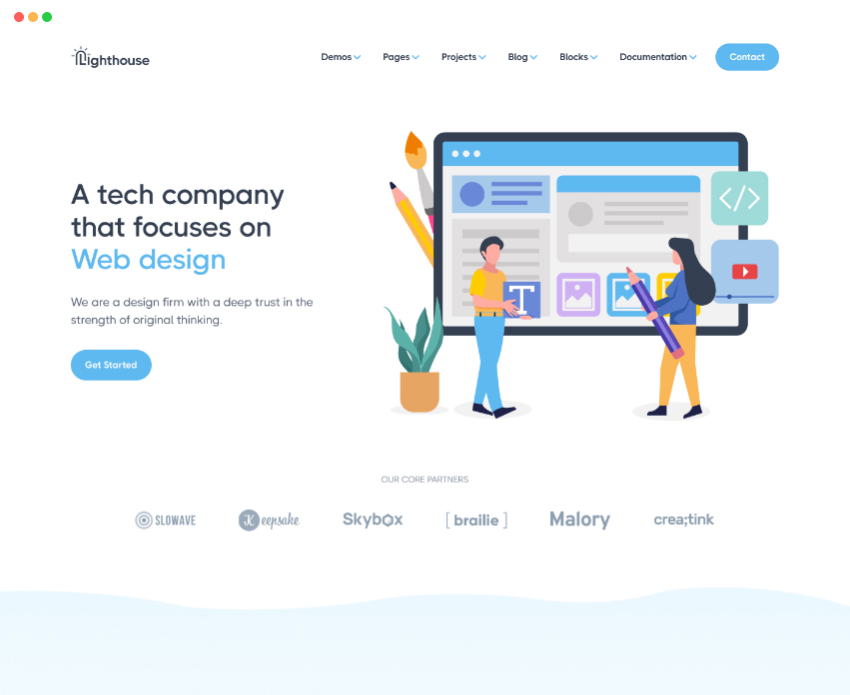 Lighthouse
Demos Pages Projects Blog Blocks Documentation Contact
A tech company
that focuses on
Web design
We are a design firm with a deep trust in the
strength of original thinking.
Get Started
T
</>
OUR CORE PARTNERS
SLOWAVE Keepsake Skybox [brailie] Malory crea;tink